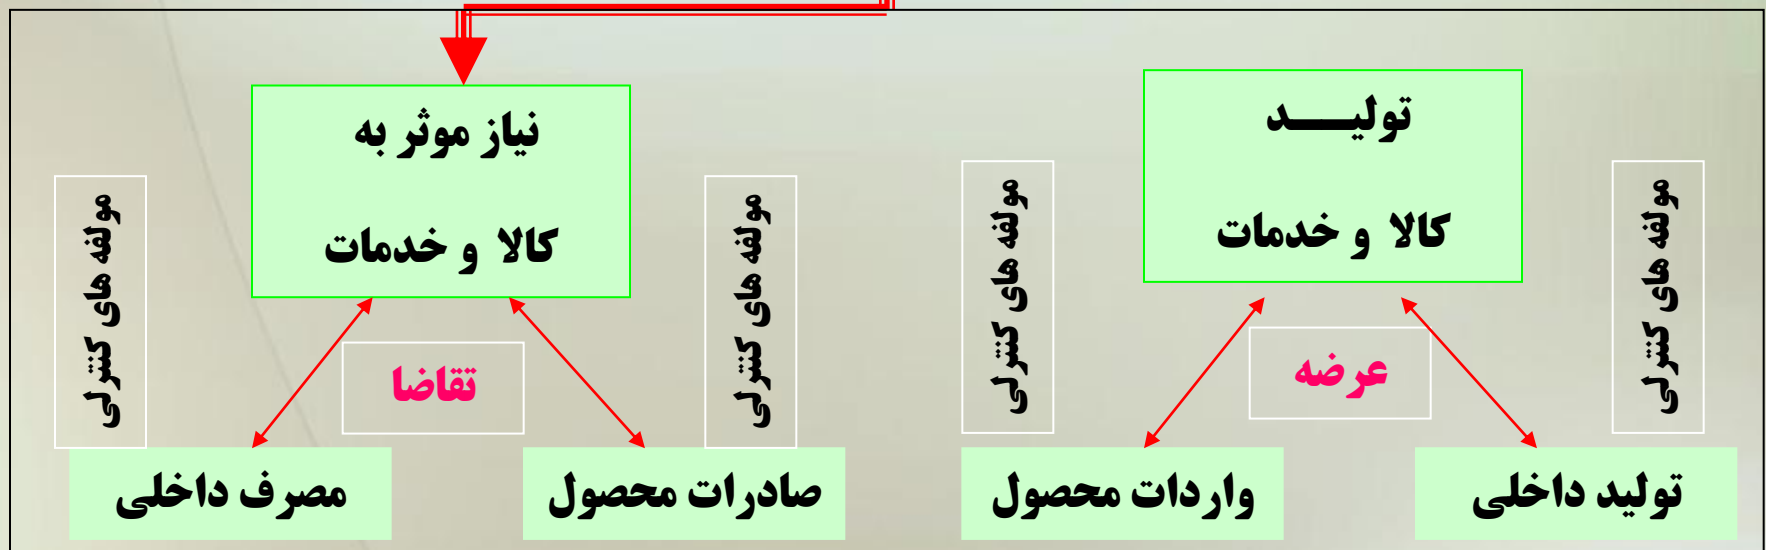 تولیـــــد
کالا و خدمات
مولفه های کنترلی
مولفه های کنترلی
عرضه
تولید داخلی
واردات محصول
نیاز موثر به
کالا و خدمات
مولفه های کنترلی
مولفه های کنترلی
تقاضا
صادرات محصول
مصرف داخلی